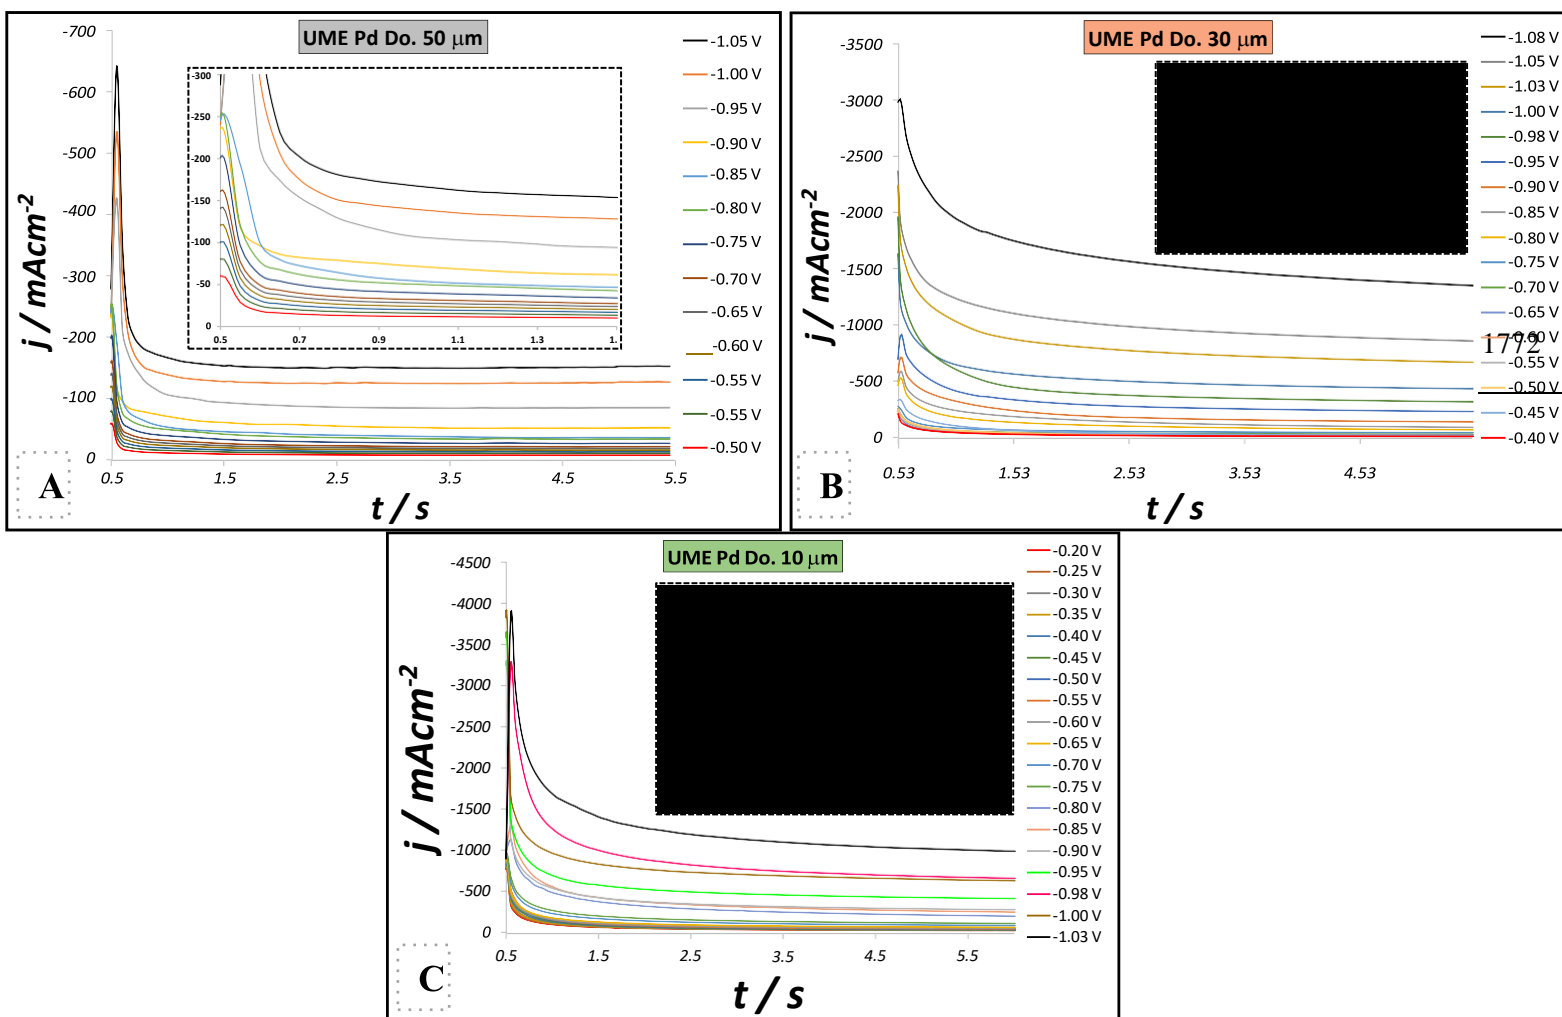 UME Pd Do. 50 μm
j / mAcm-2
-700
-600
-500
-400
-300
-200
-100
0
0.5
1.5
2.5
3.5
4.5
5.5
t / s
-300
-250
-200
-150
-100
-50
0
0.5
0.7
0.9
1.1
1.3
1.
-1.05 V
-1.00 V
-0.95 V
-0.90 V
-0.85 V
-0.80 V
-0.75 V
-0.70 V
-0.65 V
-0.60 V
-0.55 V
-0.55 V
-0.50 V
A
UME Pd Do. 30 μm
j / mAcm-2
-3500
-3000
-2500
-2000
-1500
-1000
-500
0
0.53
1.53
2.53
3.53
4.53
t / s
-1.08 V
-1.05 V
-1.03 V
-1.00 V
-0.98 V
-0.95 V
-0.90 V
-0.85 V
-0.80 V
-0.75 V
-0.70 V
-0.65 V
-0.60 V
1772
-0.55 V
-0.50 V
-0.45 V
-0.40 V
B
UME Pd Do. 10 μm
j / mAcm-2
-4500
-4000
-3500
-3000
-2500
-2000
-1500
-1000
-500
0
0.5
1.5
2.5
3.5
4.5
5.5
t / s
-0.20 V
-0.25 V
-0.30 V
-0.35 V
-0.40 V
-0.45 V
-0.50 V
-0.55 V
-0.60 V
-0.65 V
-0.70 V
-0.75 V
-0.80 V
-0.85 V
-0.90 V
-0.95 V
-0.98 V
-1.00 V
-1.03 V
C